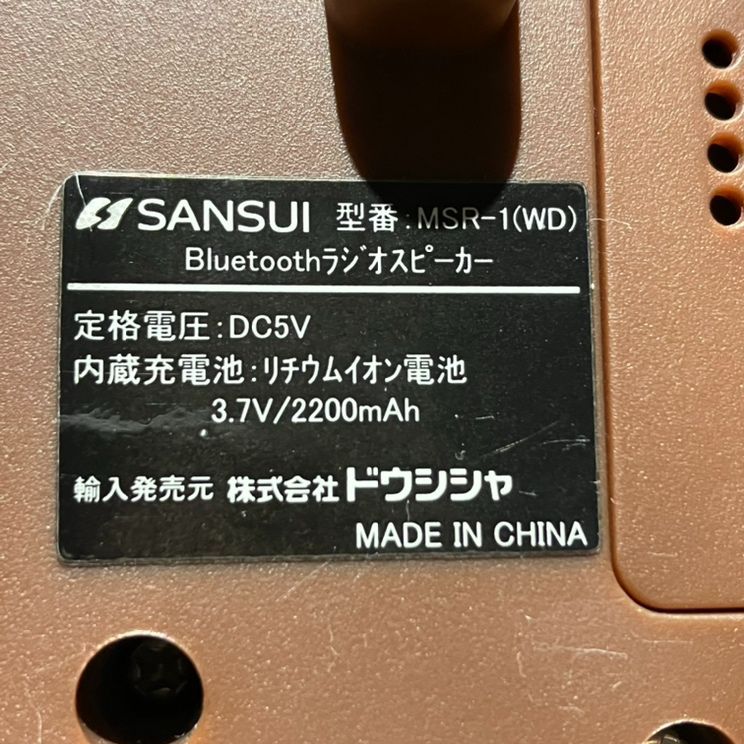 SANSUI 型番:MSR-1(WD)
Bluetoothラジオスピーカー
定格電圧:DC5V
内蔵充電池:リチウムイオン電池
3.7V/2200mAh
輸入発売元 株式会社ドウシシャ
MADE IN CHINA